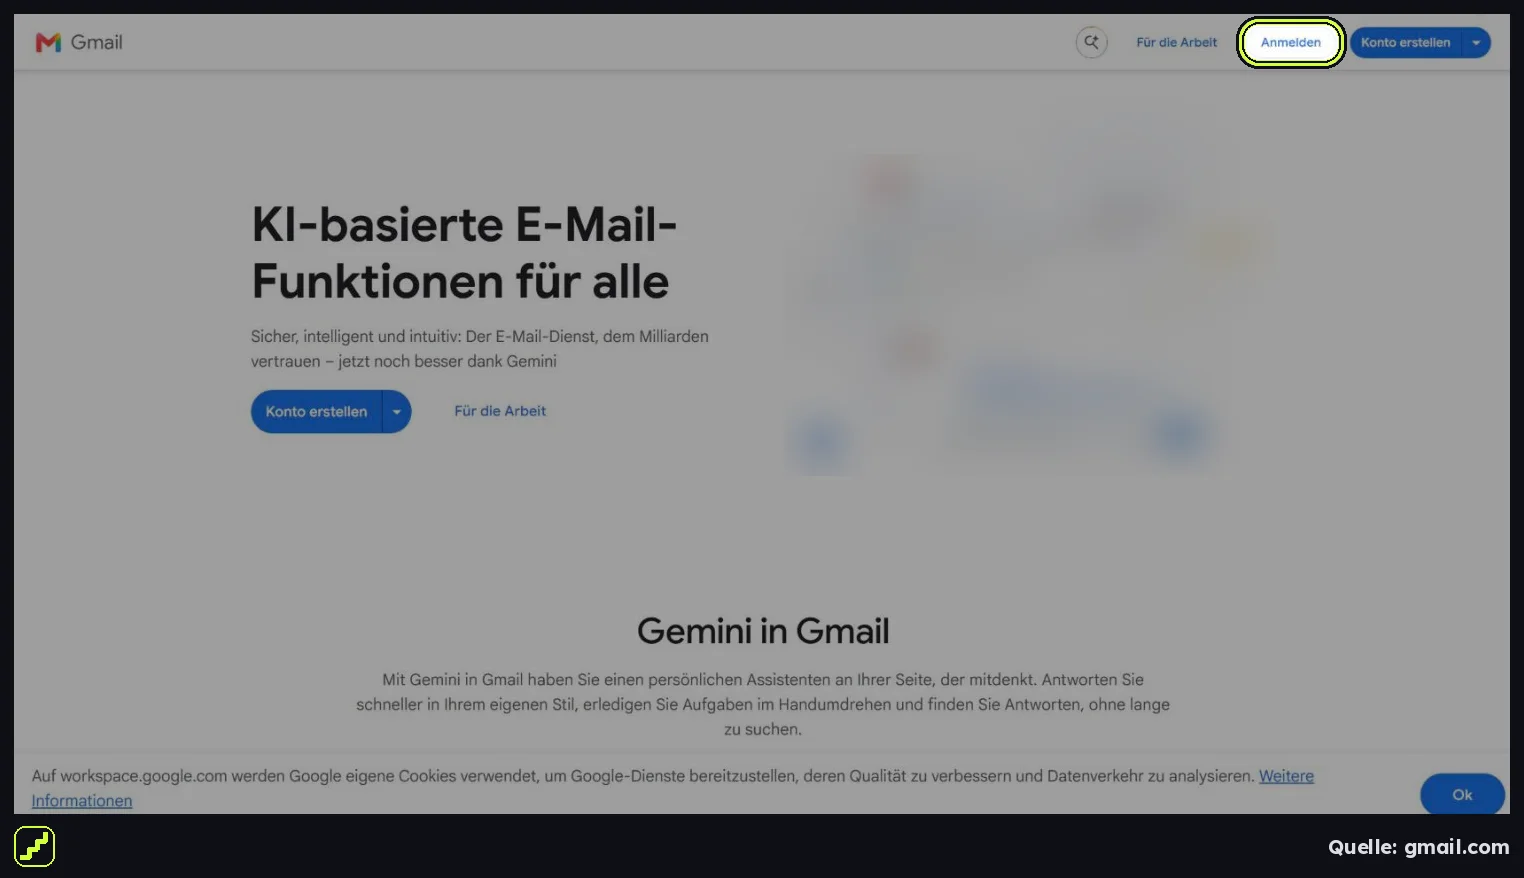 Gmail
Für die Arbeit
Anmelden
Konto erstellen
KI-basierte E-Mail-
Funktionen für alle
Sicher, intelligent und intuitiv: Der E-Mail-Dienst, dem Milliarden
vertrauen – jetzt noch besser dank Gemini
Konto erstellen
Für die Arbeit
Gemini in Gmail
Mit Gemini in Gmail haben Sie einen persönlichen Assistenten an Ihrer Seite, der mitdenkt. Antworten Sie
schneller in Ihrem eigenen Stil, erledigen Sie Aufgaben im Handumdrehen und finden Sie Antworten, ohne lange
zu suchen.
Auf workspace.google.com werden Google eigene Cookies verwendet, um Google-Dienste bereitzustellen, deren Qualität zu verbessern und Datenverkehr zu analysieren. Weitere
Informationen
Ok
Quelle: gmail.com